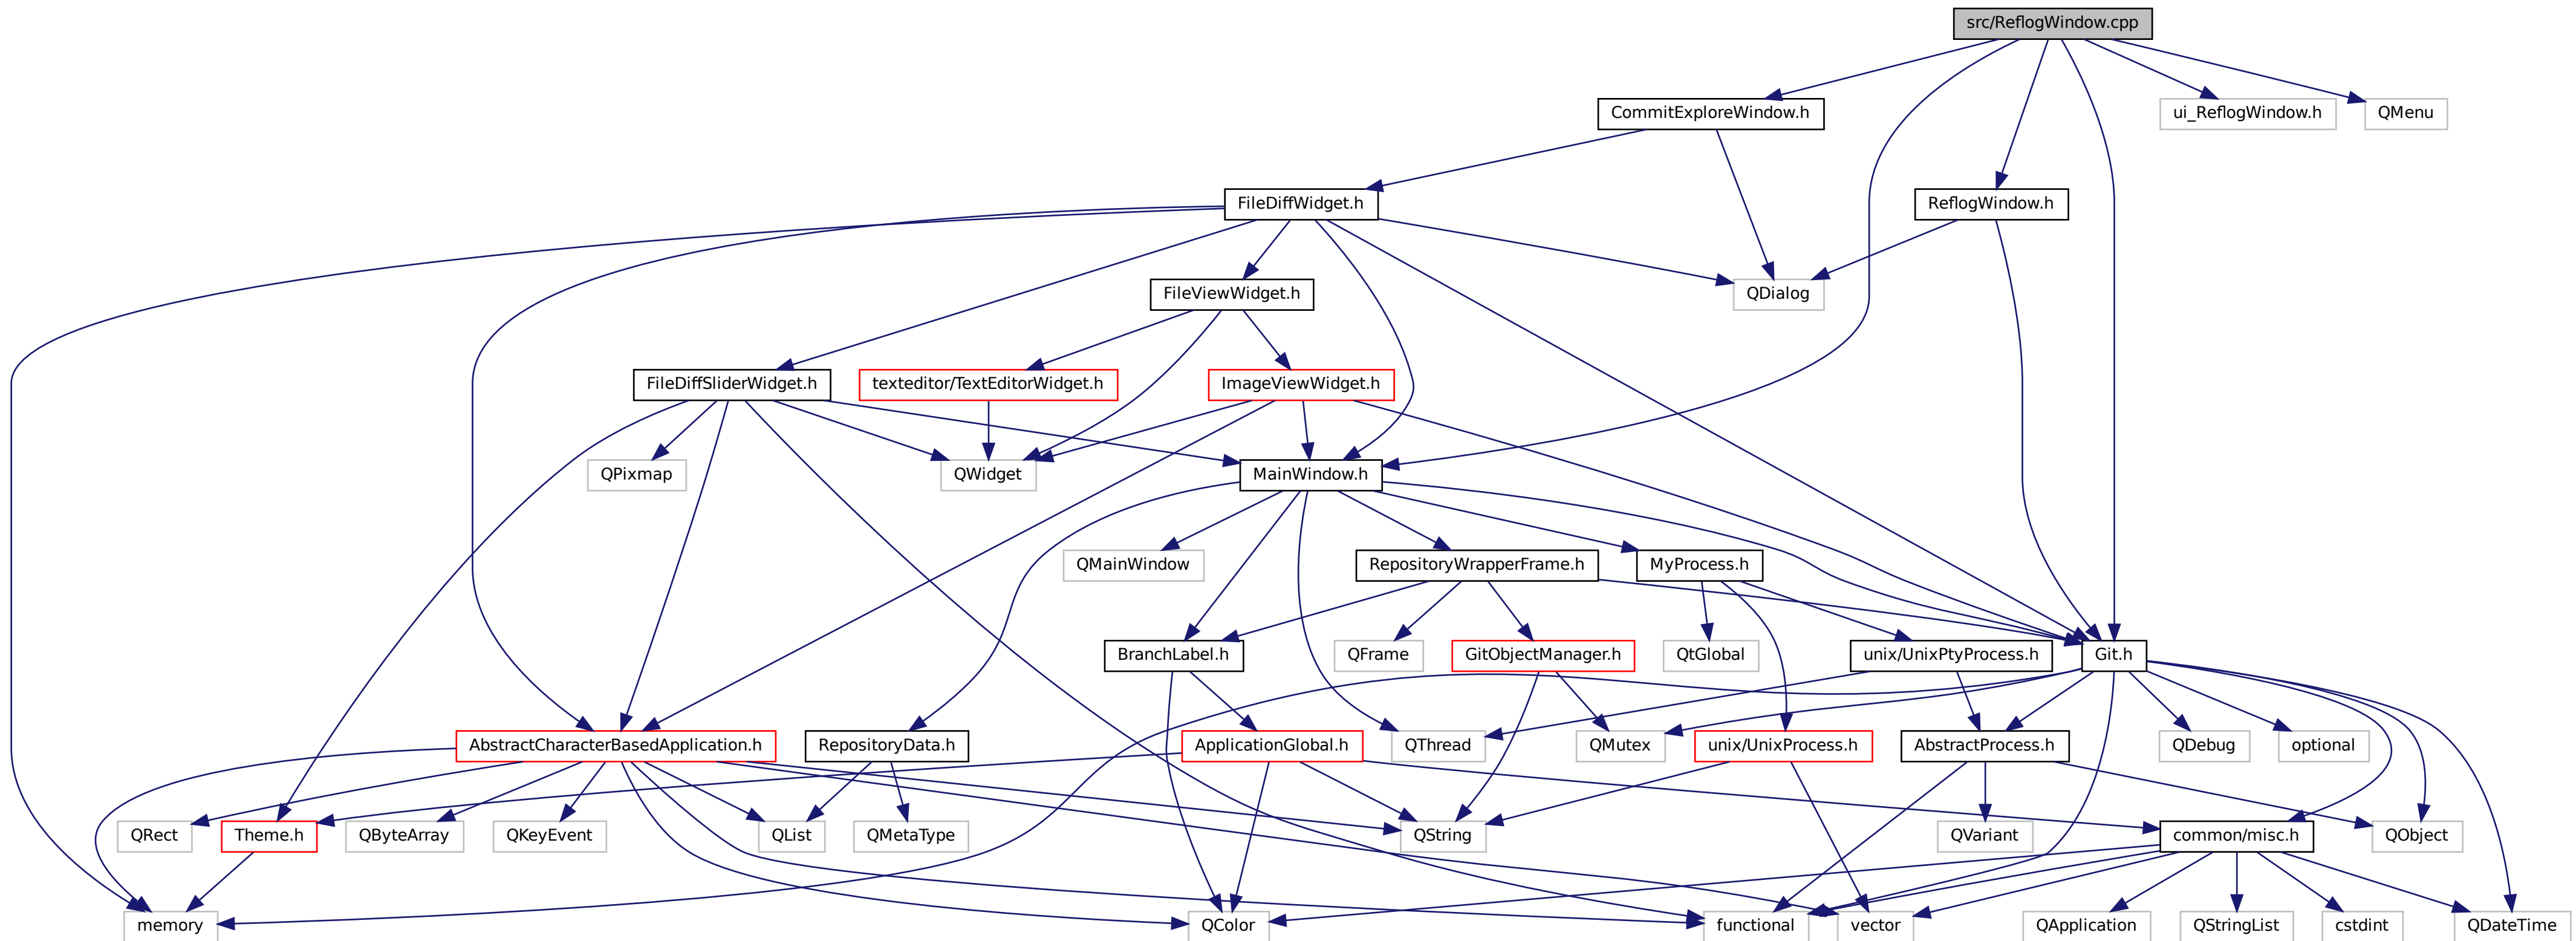 src/ReflogWindow.cpp
CommitExploreWindow.h
ui_ReflogWindow.h
QMenu
FileDiffWidget.h
ReflogWindow.h
FileViewWidget.h
QDialog
FileDiffSliderWidget.h
texteditor/TextEditorWidget.h
ImageViewWidget.h
QPixmap
QWidget
MainWindow.h
QMainWindow
RepositoryWrapperFrame.h
MyProcess.h
BranchLabel.h
QFrame
GitObjectManager.h
QtGlobal
unix/UnixPtyProcess.h
Git.h
AbstractCharacterBasedApplication.h
RepositoryData.h
ApplicationGlobal.h
QThread
QMutex
unix/UnixProcess.h
AbstractProcess.h
QDebug
optional
QRect
Theme.h
QByteArray
QKeyEvent
QList
QMetaType
QString
QVariant
common/misc.h
QObject
memory
QColor
functional
vector
QApplication
QStringList
cstdint
QDateTime